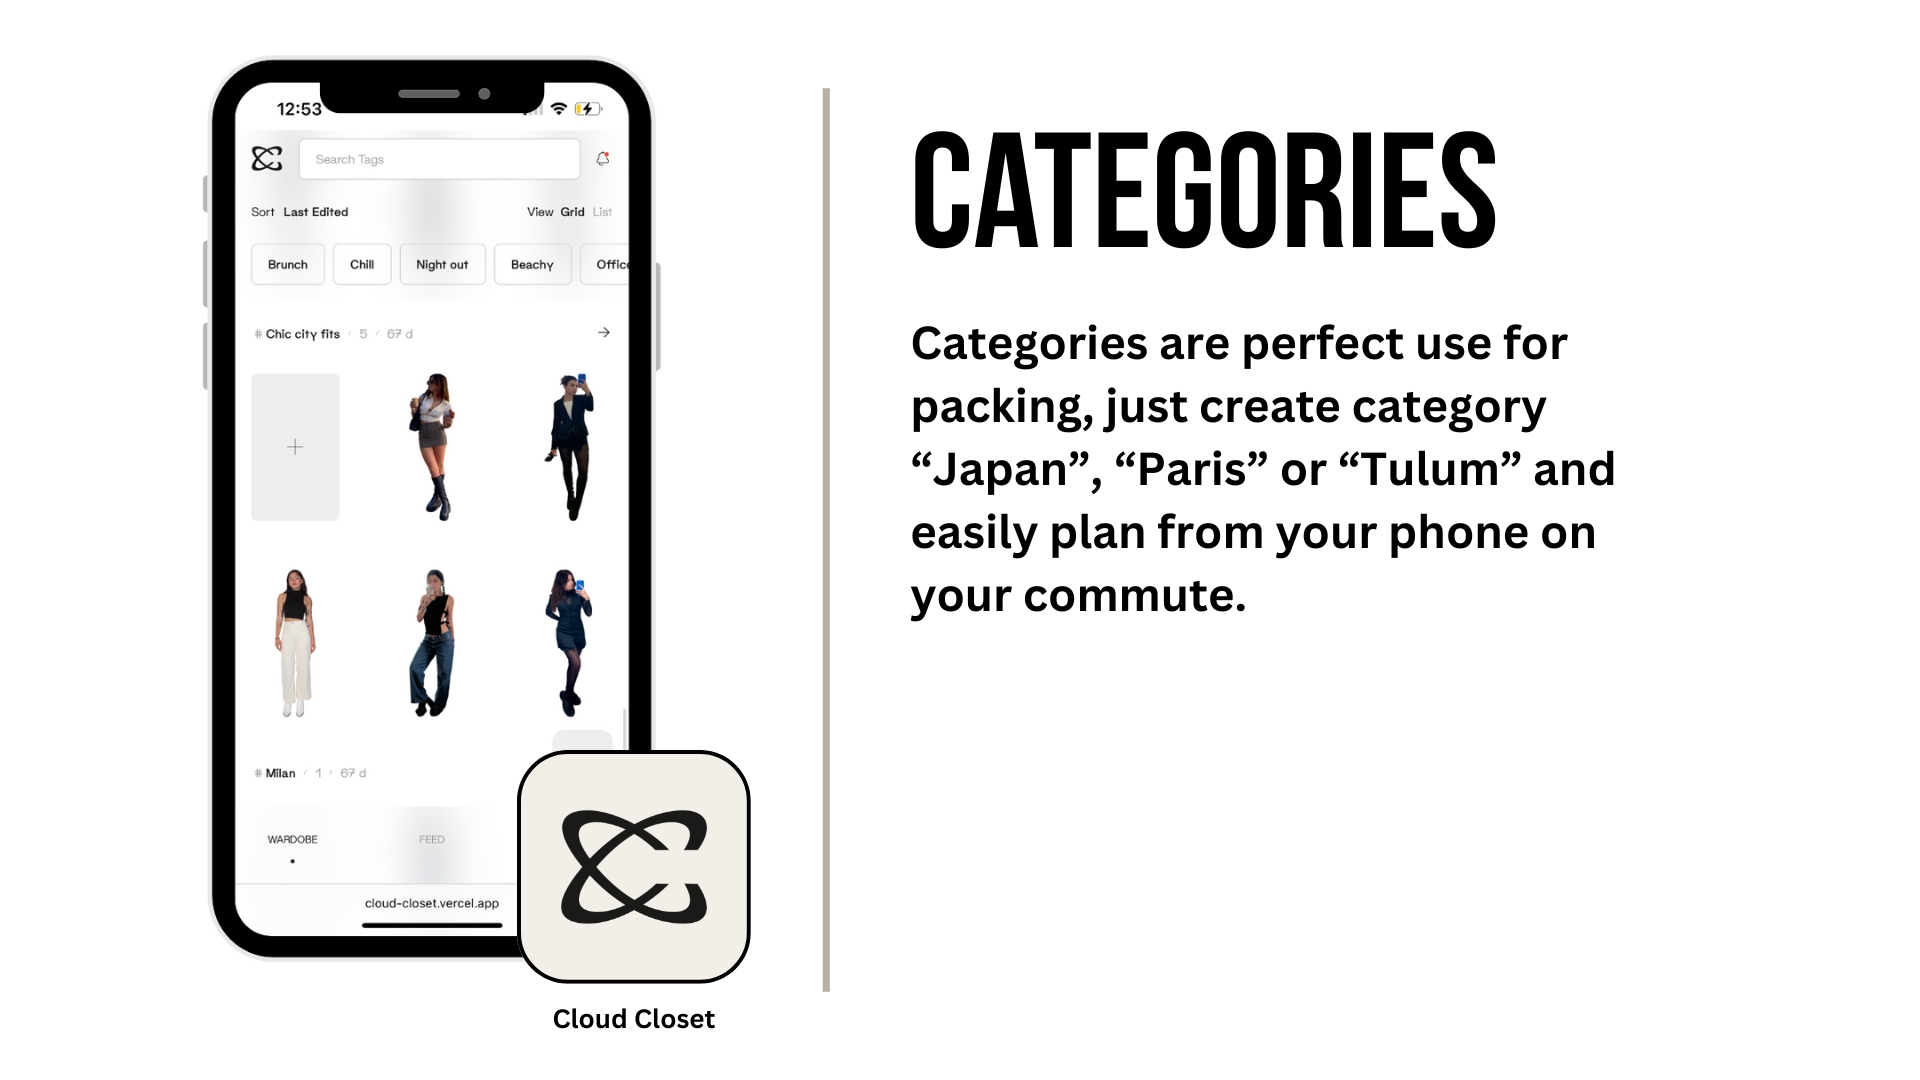 12:53
Search Tags
Sort Last Edited
View Grid List
Brunch
Chill
Night out
Beachy
Office
# Chic city fits / 5 / 67 d
# Milan / 1 / 67 d
WARDOBE
FEED
cloud-closet.vercel.app
Cloud Closet
CATEGORIES
Categories are perfect use for
packing, just create category
“Japan”, “Paris” or “Tulum” and
easily plan from your phone on
your commute.